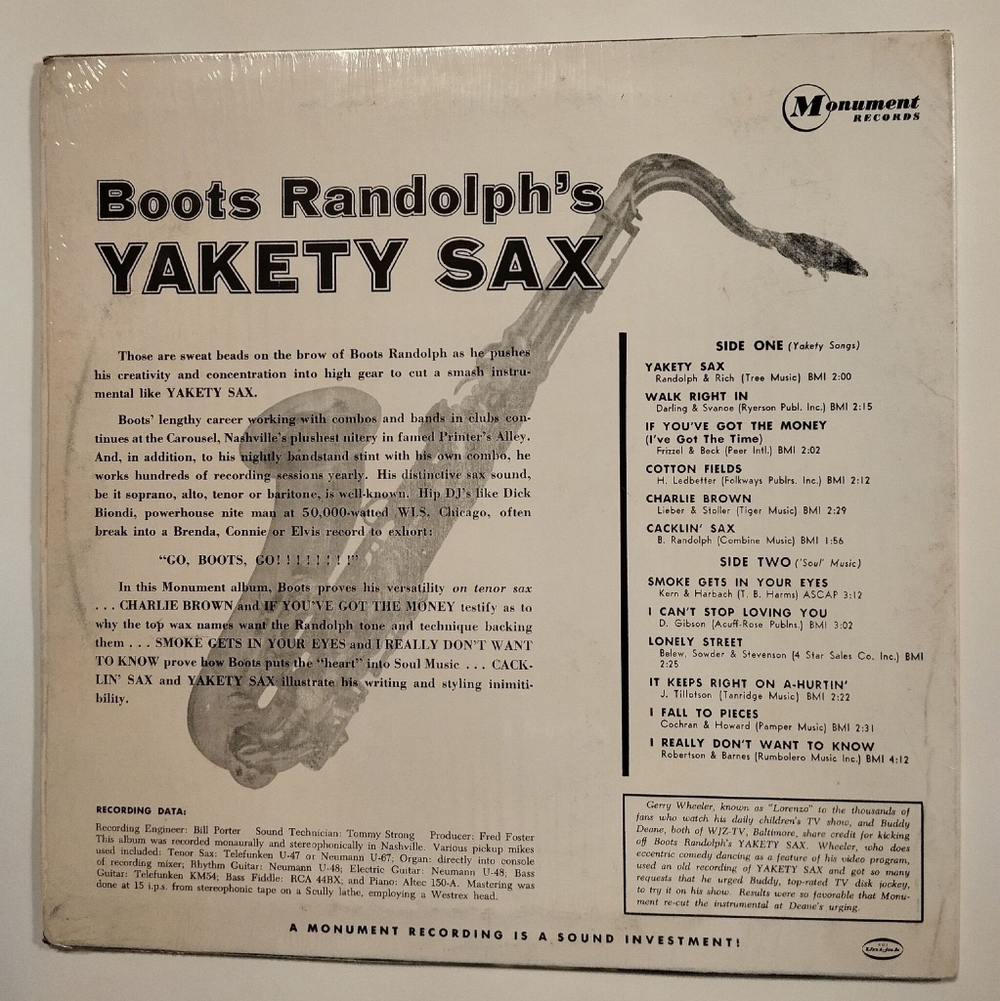 Monument
RECORDS
Boots Randolph's
YAKETY SAX
Those are sweat beads on the brow of Boots Randolph as he pushes
his creativity and concentration into high gear to cut a smash instru-
mental like YAKETY SAX.
Boots' lengthy career working with combos and bands in clubs con-
tinues at the Carousel, Nashville's plushest nitery in famed Printer's Alley.
And, in addition, to his nightly bandstand stint with his own combo, he
works hundreds of recording sessions yearly. His distinctive sax sound,
be it soprano, alto, tenor or baritone, is well-known. Hip DJ's like Dick
Biondi, powerhouse nite man at 50,000-watted WLS, Chicago, often
break into a Brenda, Connie or Elvis record to exhort:
"GO, BOOTS, GO! ! ! ! ! ! ! !"
In this Monument album, Boots proves his versatility on tenor sax
. . . CHARLIE BROWN and IF YOU'VE GOT THE MONEY testify as to
why the top wax names want the Randolph tone and technique backing
them . . . SMOKE GETS IN YOUR EYES and I REALLY DON'T WANT
TO KNOW prove how Boots puts the "heart" into Soul Music . . . CACK-
LIN' SAX and YAKETY SAX illustrate his writing and styling inimiti-
bility.
SIDE ONE (Yakety Songs)
YAKETY SAX
Randolph & Rich (Tree Music) BMI 2:00
WALK RIGHT IN
Darling & Svanoe (Ryerson Publ. Inc.) BMI 2:15
IF YOU'VE GOT THE MONEY
(I've Got The Time)
Frizzel & Beck (Peer Intl.) BMI 2:02
COTTON FIELDS
H. Ledbetter (Folkways Publrs. Inc.) BMI 2:12
CHARLIE BROWN
Lieber & Stoller (Tiger Music) BMI 2:29
CACKLIN' SAX
B. Randolph (Combine Music) BMI 1:56
SIDE TWO ('Soul' Music)
SMOKE GETS IN YOUR EYES
Kern & Harbach (T. B. Harms) ASCAP 3:12
I CAN'T STOP LOVING YOU
D. Gibson (Acuff-Rose Publns.) BMI 3:02
LONELY STREET
Belew, Sowder & Stevenson (4 Star Sales Co. Inc.) BMI
2:25
IT KEEPS RIGHT ON A-HURTIN'
J. Tillotson (Tanridge Music) BMI 2:22
I FALL TO PIECES
Cochran & Howard (Pamper Music) BMI 2:31
I REALLY DON'T WANT TO KNOW
Robertson & Barnes (Rumbolero Music Inc.) BMI 4:12
RECORDING DATA:
Recording Engineer: Bill Porter Sound Technician: Tommy Strong Producer: Fred Foster
This album was recorded monaurally and stereophonically in Nashville. Various pickup mikes
used included: Tenor Sax: Telefunken U-47 or Neumann U-67; Organ: directly into console
of recording mixer; Rhythm Guitar: Neumann U-48; Electric Guitar: Neumann U-48; Bass
Guitar: Telefunken KM54; Bass Fiddle: RCA 44BX; and Piano: Altec 150-A. Mastering was
done at 15 i.p.s. from stereophonic tape on a Scully lathe, employing a Westrex head.
Gerry Wheeler, known as "Lorenzo" to the thousands of
fans who watch his daily children's TV show, and Buddy
Deane, both of WJZ-TV, Baltimore, share credit for kicking
off Boots Randolph's YAKETY SAX. Wheeler, who does
eccentric comedy dancing as a feature of his video program,
used an old recording of YAKETY SAX and got so many
requests that he urged Buddy, top-rated TV disk jockey,
to try it on his show. Results were so favorable that Monu-
ment re-cut the instrumental at Deane's urging.
A MONUMENT RECORDING IS A SOUND INVESTMENT!
Unijak